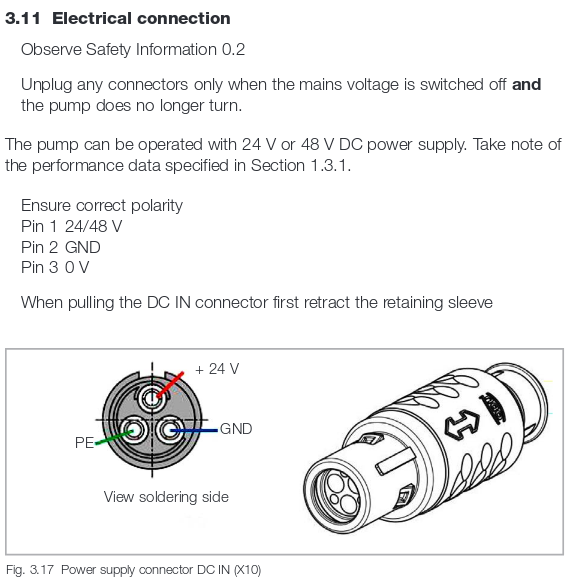 3.11 Electrical connection
Observe Safety Information 0.2
Unplug any connectors only when the mains voltage is switched off and
the pump does no longer turn.
The pump can be operated with 24 V or 48 V DC power supply. Take note of
the performance data specified in Section 1.3.1.
Ensure correct polarity
Pin 1 24/48 V
Pin 2 GND
Pin 3 0 V
When pulling the DC IN connector first retract the retaining sleeve
+ 24 V
GND
PE
View soldering side
Fig. 3.17 Power supply connector DC IN (X10)